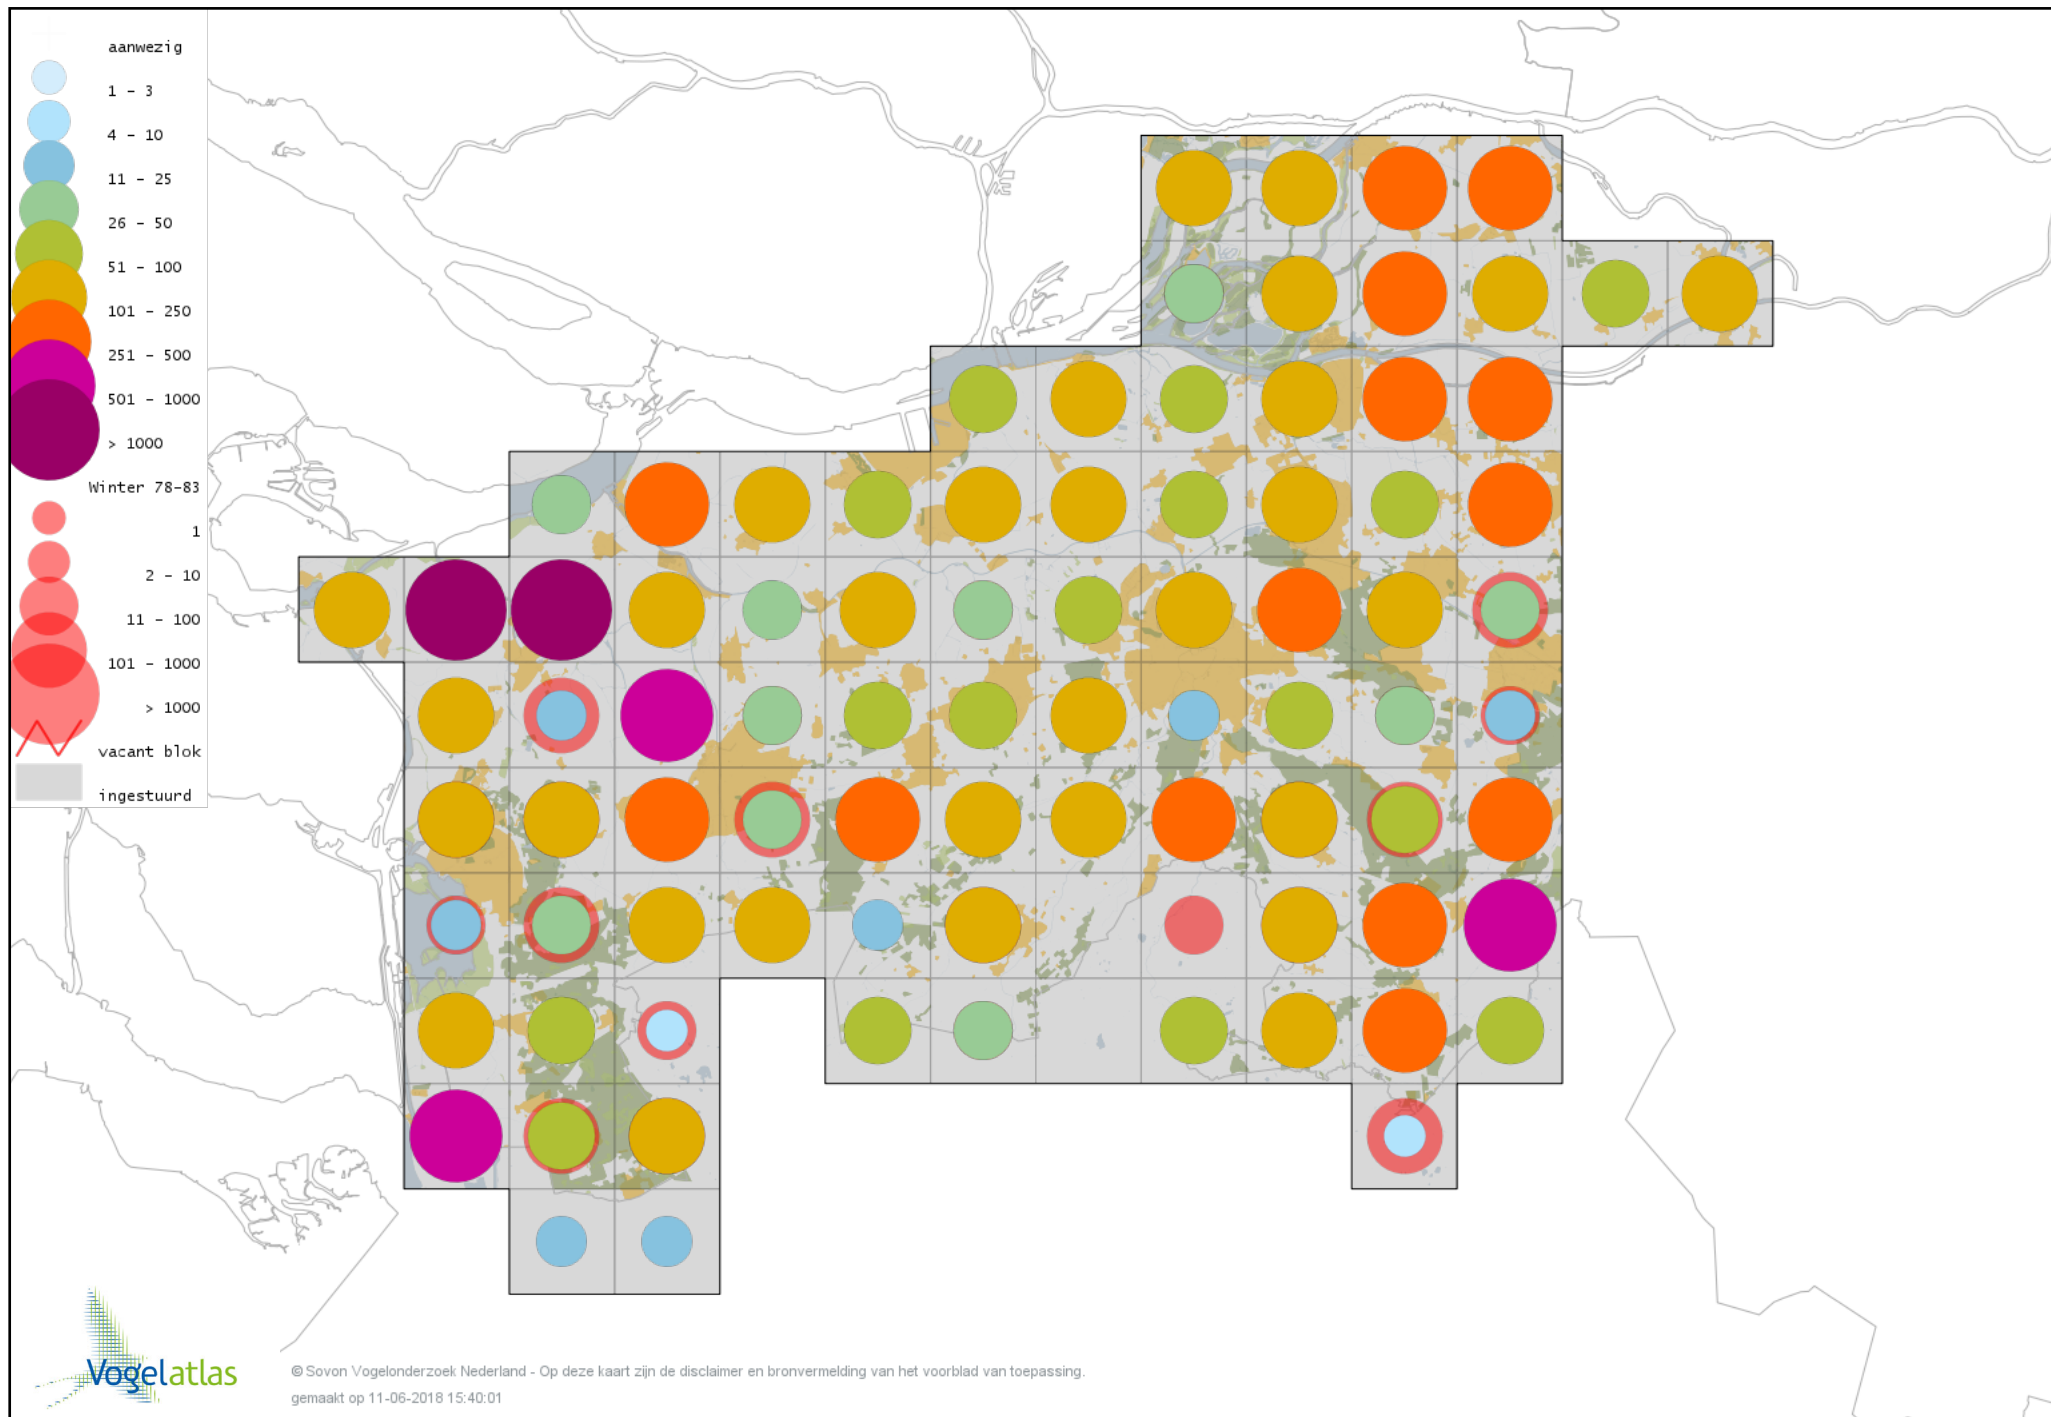 aanwezig
1 - 3
4 - 10
11 - 25
26 - 50
51 - 100
101 - 250
251 - 500
501 - 1000
> 1000
Winter 78-83
1
2 - 10
11 - 100
101 - 1000
> 1000
vacant blok
ingestuurd
Vogelatlas
© Sovon Vogelonderzoek Nederland - Op deze kaart zijn de disclaimer en bronvermelding van het voorblad van toepassing.
gemaakt op 11-06-2018 15:40:01